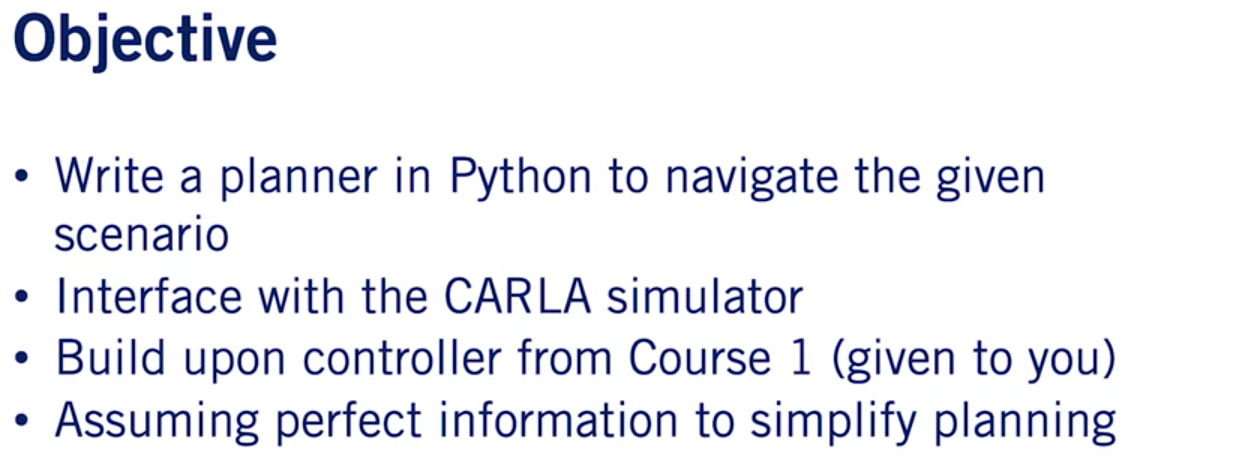 Objective
• Write a planner in Python to navigate the given
scenario
• Interface with the CARLA simulator
• Build upon controller from Course 1 (given to you)
• Assuming perfect information to simplify planning